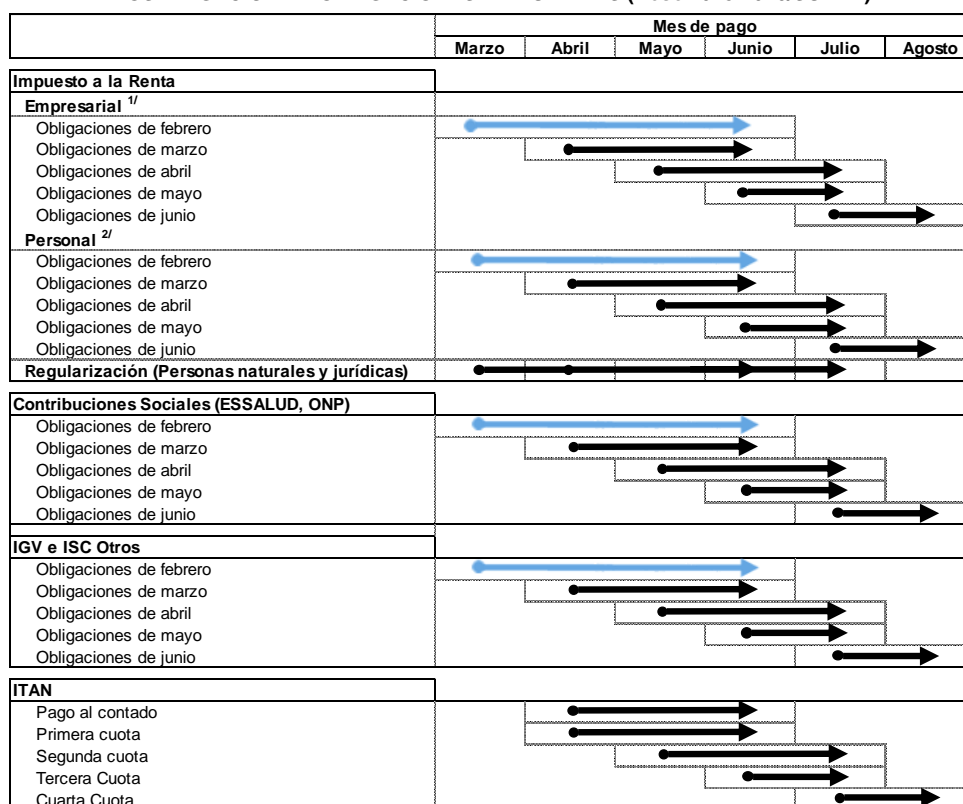 Mes de pago
Marzo Abril Mayo Junio Julio Agosto
Impuesto a la Renta
Empresarial 1/
Obligaciones de febrero
Obligaciones de marzo
Obligaciones de abril
Obligaciones de mayo
Obligaciones de junio
Personal 2/
Obligaciones de febrero
Obligaciones de marzo
Obligaciones de abril
Obligaciones de mayo
Obligaciones de junio
Regularización (Personas naturales y jurídicas)
Contribuciones Sociales (ESSALUD, ONP)
Obligaciones de febrero
Obligaciones de marzo
Obligaciones de abril
Obligaciones de mayo
Obligaciones de junio
IGV e ISC Otros
Obligaciones de febrero
Obligaciones de marzo
Obligaciones de abril
Obligaciones de mayo
Obligaciones de junio
ITAN
Pago al contado
Primera cuota
Segunda cuota
Tercera Cuota
Cuarta Cuota